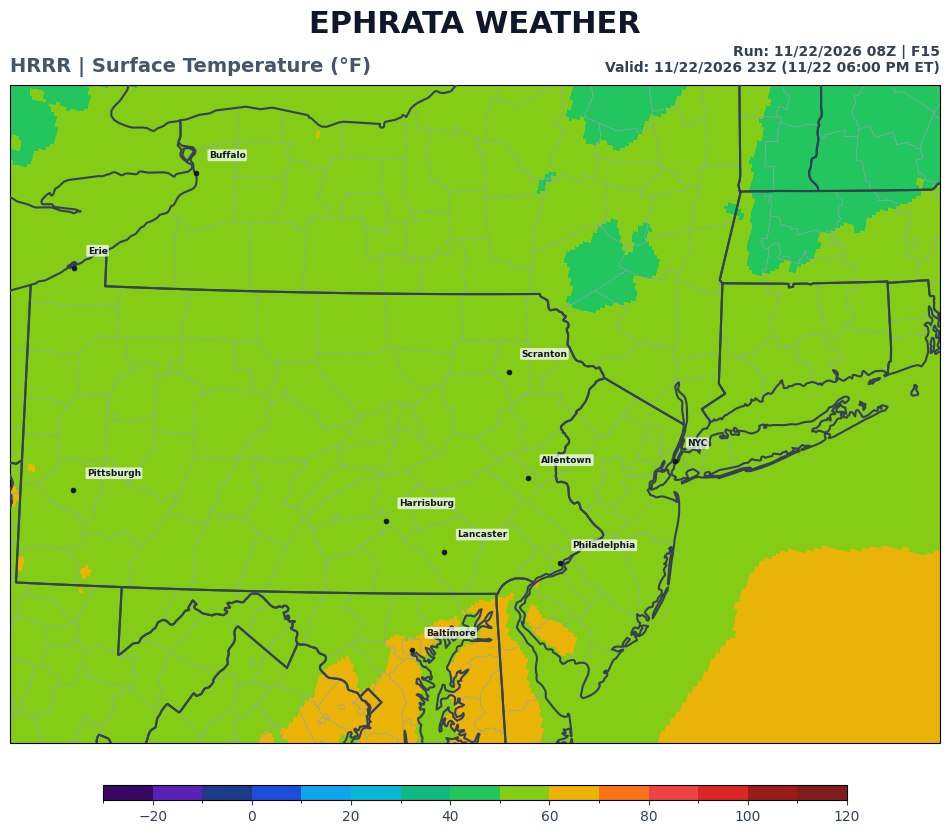 EPHRATA WEATHER
HRRR | Surface Temperature (°F)
Run: 11/22/2026 08Z | F15
Valid: 11/22/2026 23Z (11/22 06:00 PM ET)
Buffalo
Erie
Scranton
NYC
Allentown
Pittsburgh
Harrisburg
Lancaster
Philadelphia
Baltimore
−20 0 20 40 60 80 100 120